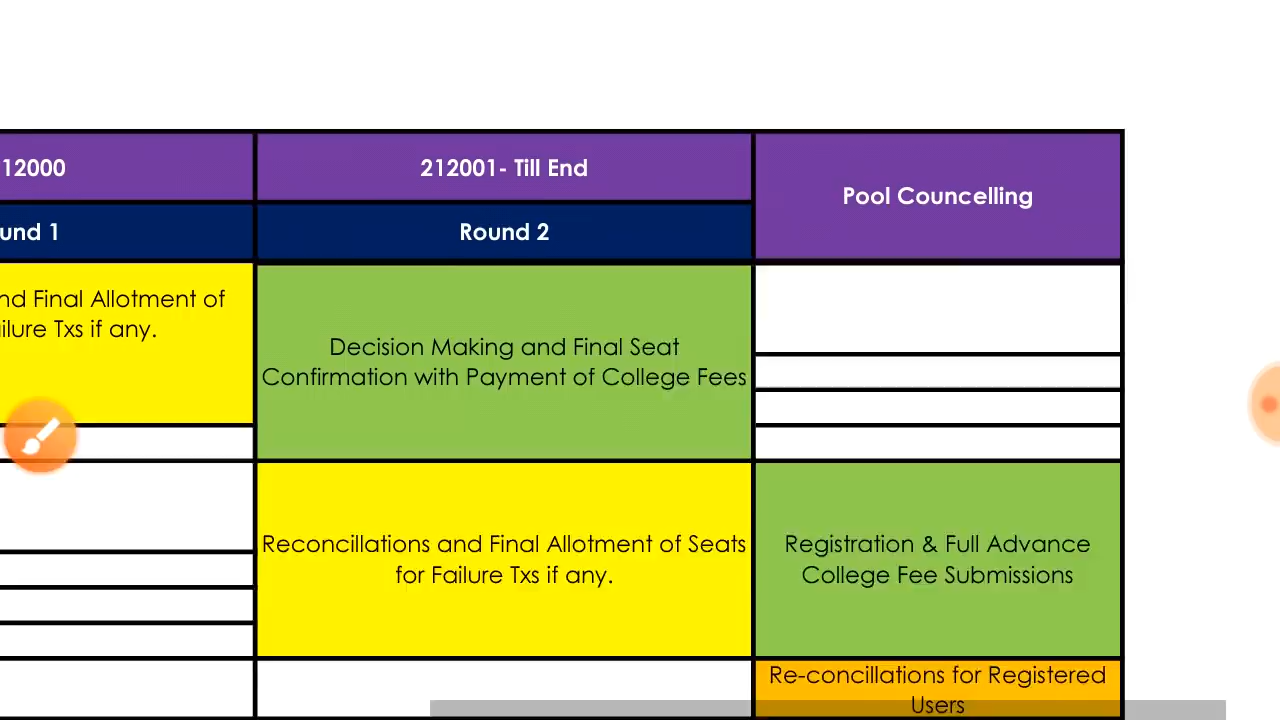 12000
212001- Till End
Pool Councelling
und 1
Round 2
nd Final Allotment of
ilure Txs if any.
Decision Making and Final Seat
Confirmation with Payment of College Fees
Reconcillations and Final Allotment of Seats
for Failure Txs if any.
Registration & Full Advance
College Fee Submissions
Re-concillations for Registered
Users